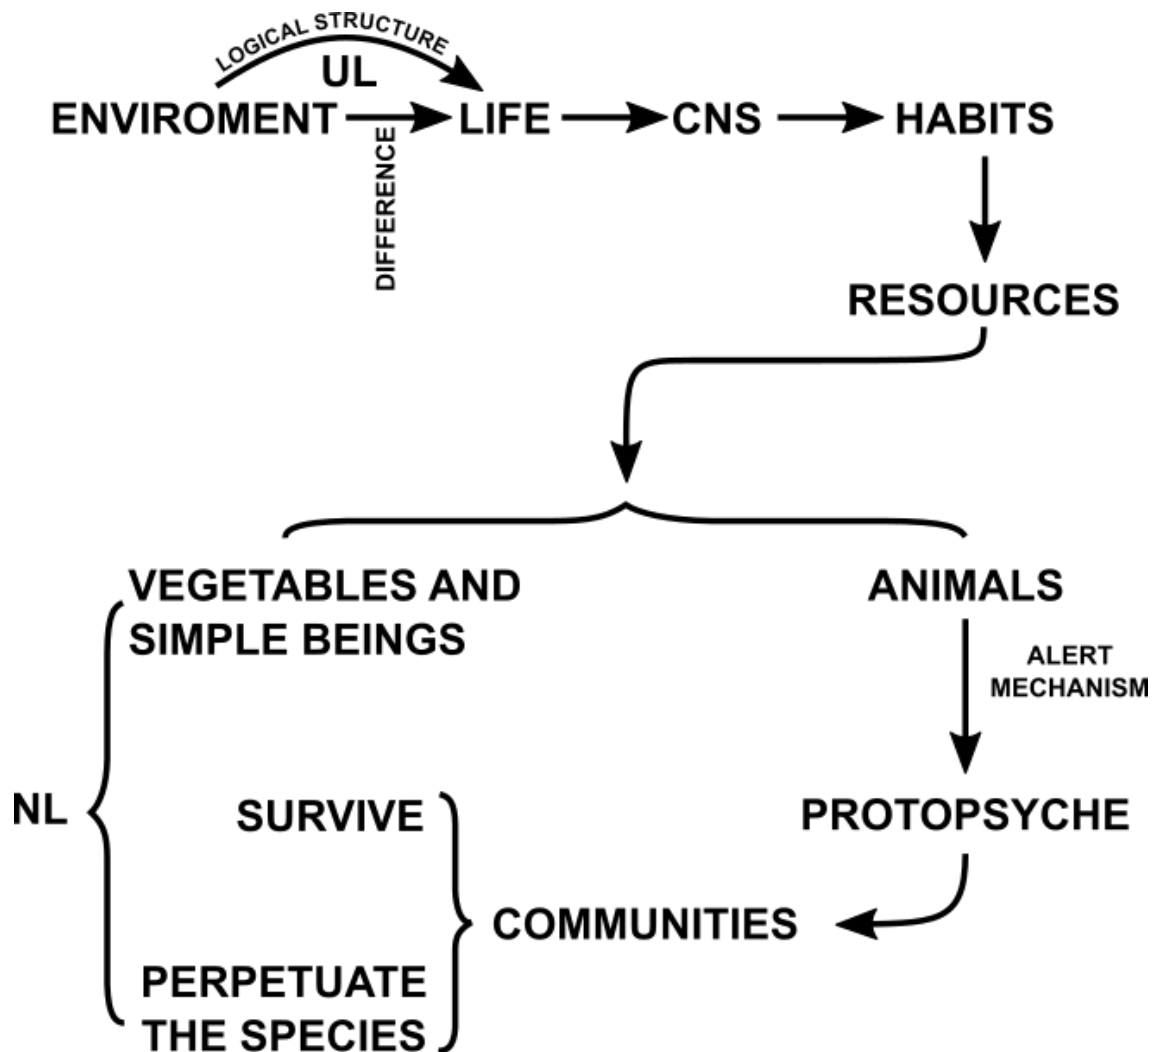 LOGICAL STRUCTURE
UL
ENVIROMENT LIFE CNS HABITS
DIFFERENCE
RESOURCES
VEGETABLES AND
SIMPLE BEINGS
ANIMALS
ALERT
MECHANISM
NL
SURVIVE
PROTOPSYCHE
COMMUNITIES
PERPETUATE
THE SPECIES